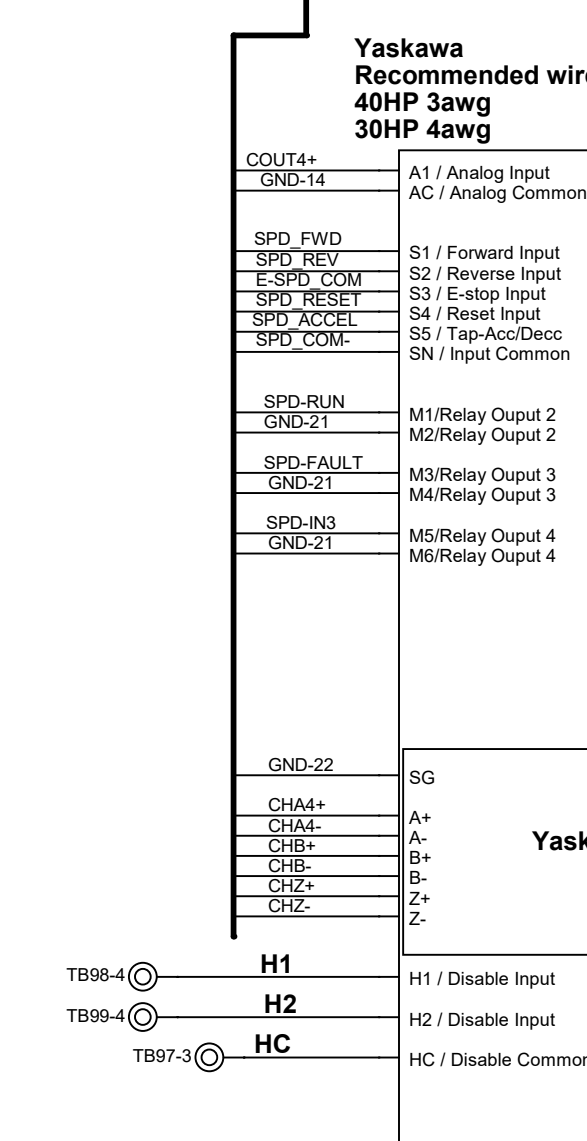 Yaskawa
Recommended wire
40HP 3awg
30HP 4awg
COUT4+ A1 / Analog Input
GND-14 AC / Analog Common
SPD_FWD S1 / Forward Input
SPD_REV S2 / Reverse Input
E-SPD_COM S3 / E-stop Input
SPD_RESET S4 / Reset Input
SPD_ACCEL S5 / Tap-Acc/Decc
SPD_COM- SN / Input Common
SPD-RUN M1/Relay Ouput 2
GND-21 M2/Relay Ouput 2
SPD-FAULT M3/Relay Ouput 3
GND-21 M4/Relay Ouput 3
SPD-IN3 M5/Relay Ouput 4
GND-21 M6/Relay Ouput 4
GND-22 SG
CHA4+ A+
CHA4- A-
CHB+ B+
CHB- B-
CHZ+ Z+
CHZ- Z-
Yask
TB98-4 H1 H1 / Disable Input
TB99-4 H2 H2 / Disable Input
TB97-3 HC HC / Disable Common